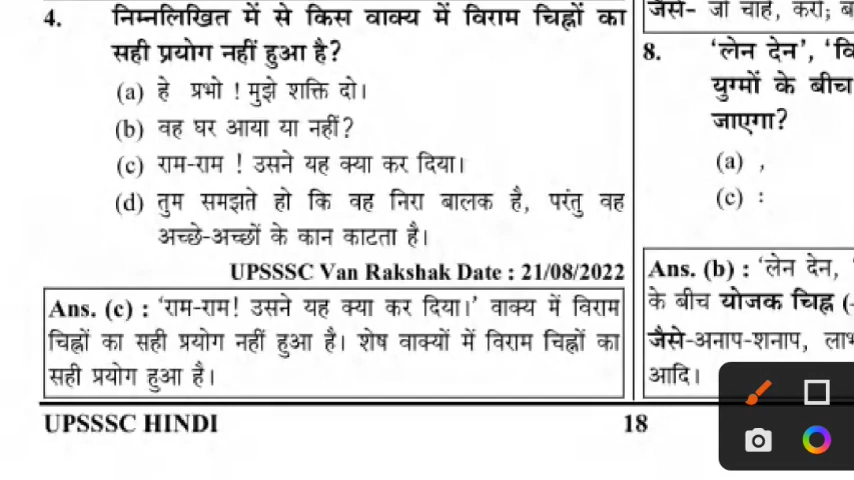 4. निम्नलिखित में से किस वाक्य में विराम चिह्नों का
सही प्रयोग नहीं हुआ है?
(a) हे प्रभो ! मुझे शक्ति दो।
(b) वह घर आया या नहीं?
(c) राम-राम ! उसने यह क्या कर दिया।
(d) तुम समझते हो कि वह निरा बालक है, परंतु वह
अच्छे-अच्छों के कान काटता है।
UPSSSC Van Rakshak Date : 21/08/2022
Ans. (c) : ‘राम-राम! उसने यह क्या कर दिया।’ वाक्य में विराम
चिह्नों का सही प्रयोग नहीं हुआ है। शेष वाक्यों में विराम चिह्नों का
सही प्रयोग हुआ है।
जैसे- जो चाहे, करो;
8. ‘लेन देन’,
युग्मों के बीच
जाएगा?
(a) ,
(c) :
Ans. (b) : ‘लेन देन,
के बीच योजक चिह्न (-
जैसे-अनाप-शनाप,
आदि।
UPSSSC HINDI 18